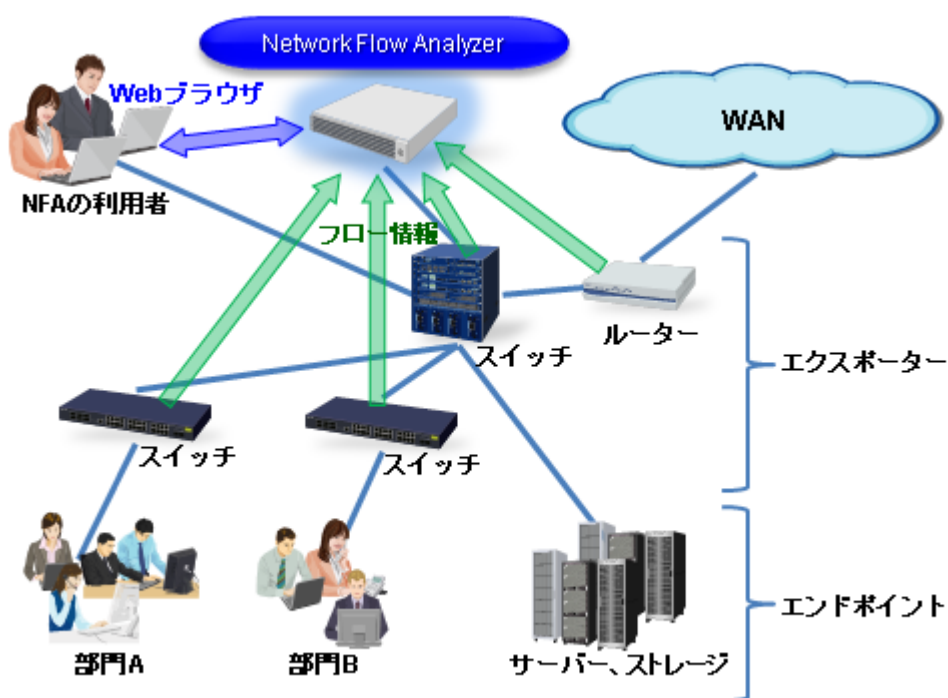 Network Flow Analyzer
Webブラウザ
WAN
NFAの利用者
フロー情報
ルーター
スイッチ
エクスポーター
スイッチ
スイッチ
エンドポイント
部門A
部門B
サーバー、ストレージ